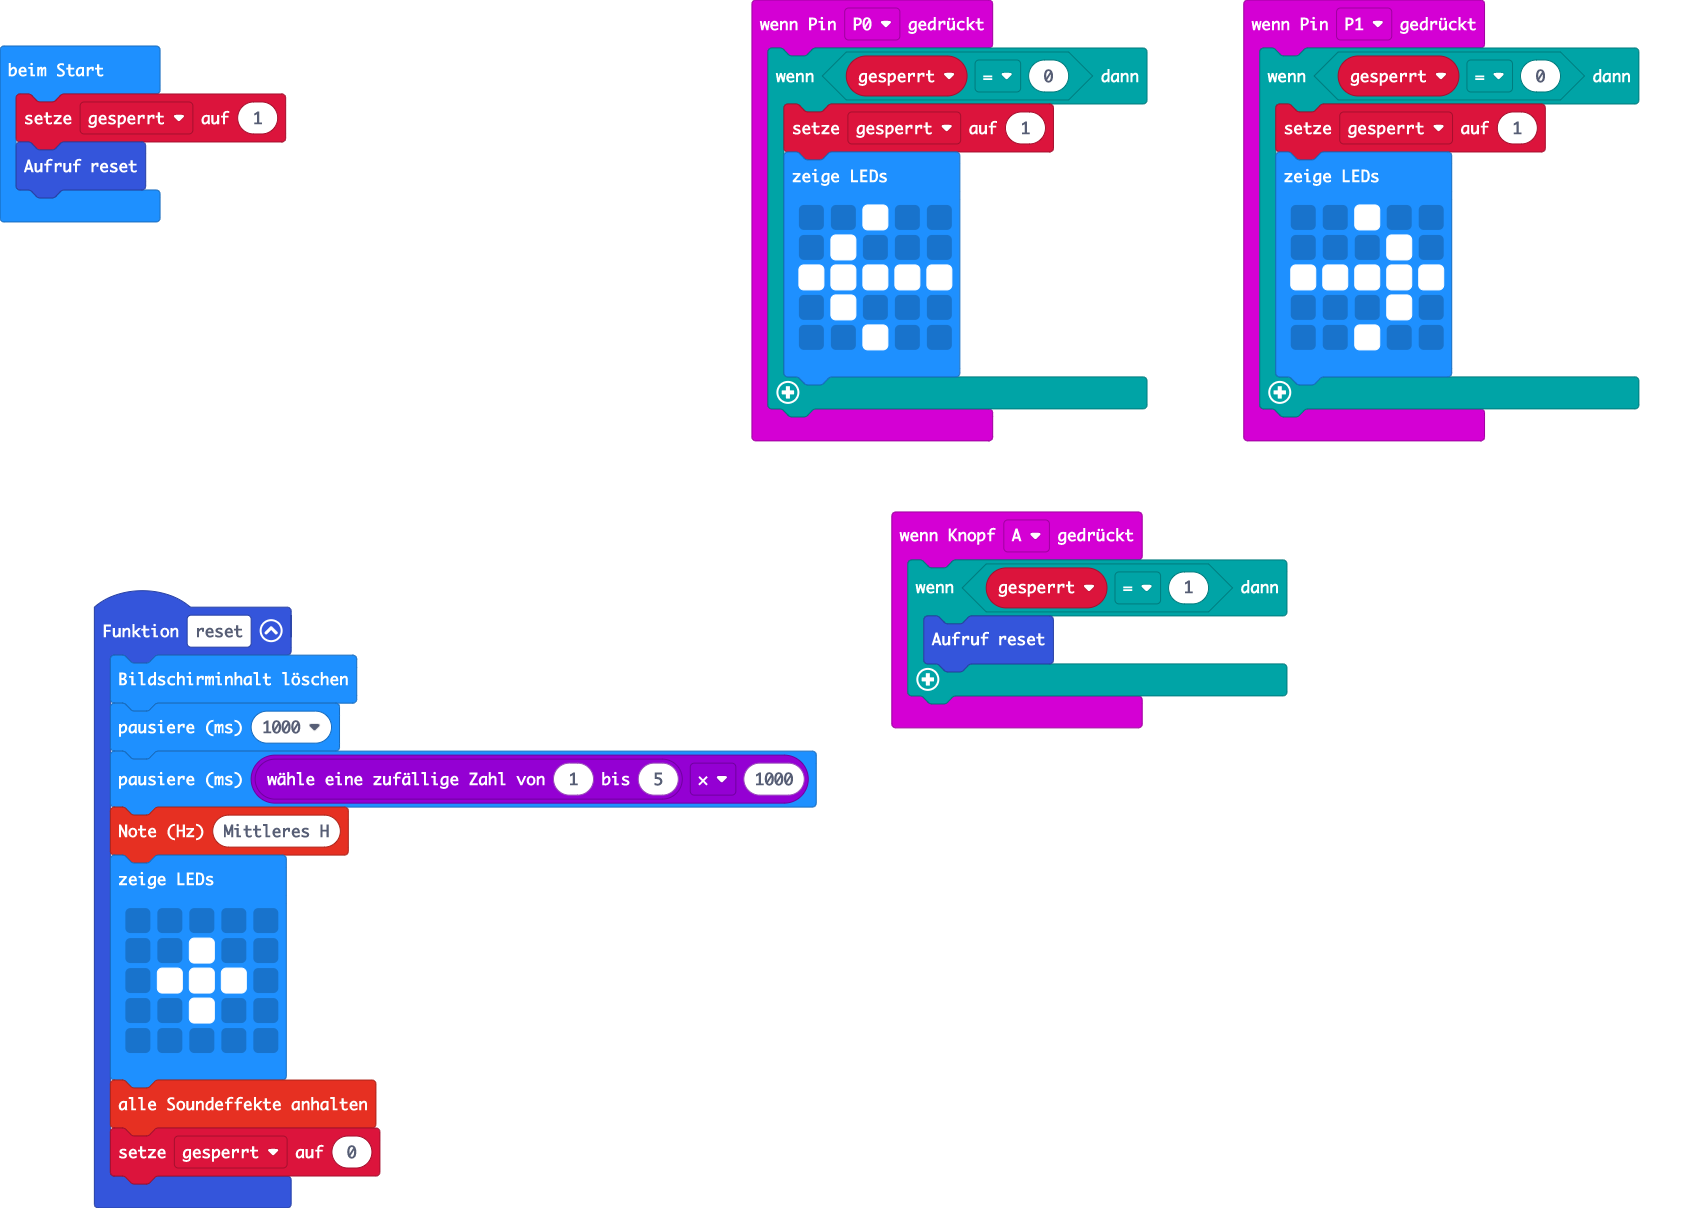 beim Start
setze gesperrt auf 1
Aufruf reset
wenn Pin P0 gedrückt
wenn gesperrt = 0 dann
setze gesperrt auf 1
zeige LEDs
wenn Pin P1 gedrückt
wenn gesperrt = 0 dann
setze gesperrt auf 1
zeige LEDs
wenn Knopf A gedrückt
wenn gesperrt = 1 dann
Aufruf reset
Funktion reset
Bildschirminhalt löschen
pausiere (ms) 1000
pausiere (ms) wähle eine zufällige Zahl von 1 bis 5 × 1000
Note (Hz) Mittleres H
zeige LEDs
alle Soundeffekte anhalten
setze gesperrt auf 0